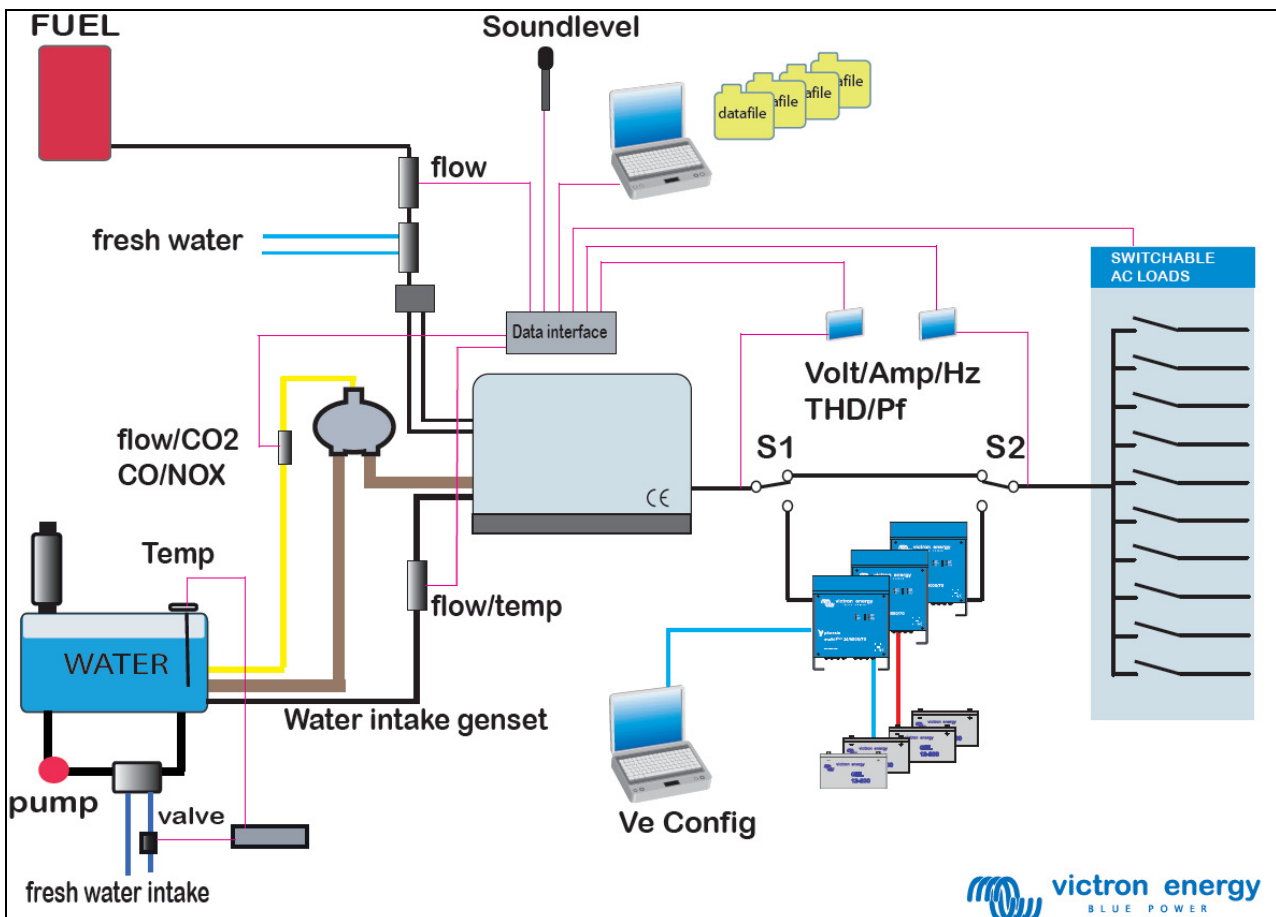 FUEL
Soundlevel
datafile
afile
afile
afile
flow
fresh water
SWITCHABLE
AC LOADS
Data interface
Volt/Amp/Hz
THD/Pf
flow/CO2
CO/NOX
S1
S2
CE
Temp
flow/temp
victron energy
WATER
Water intake genset
pump
valve
Ve Config
fresh water intake
victron energy
BLUE POWER